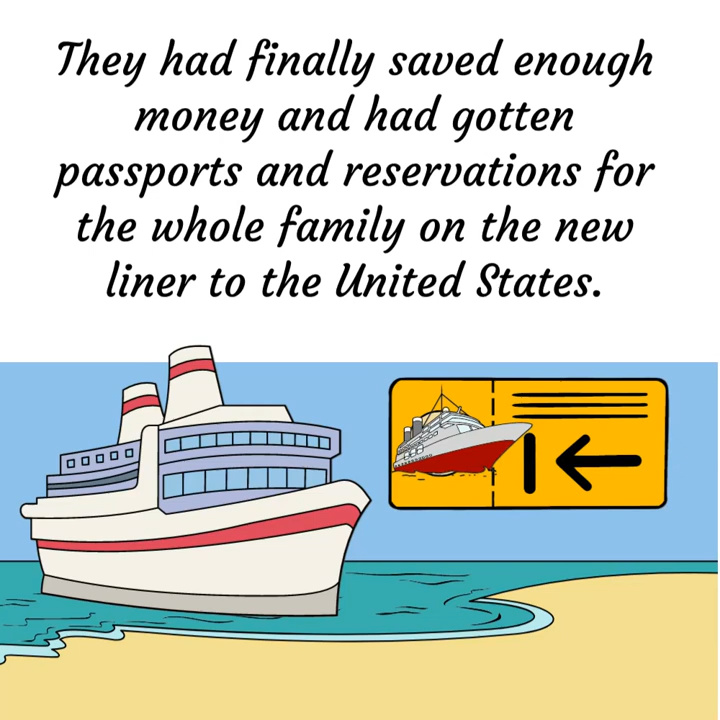 They had finally saved enough
money and had gotten
passports and reservations for
the whole family on the new
liner to the United States.